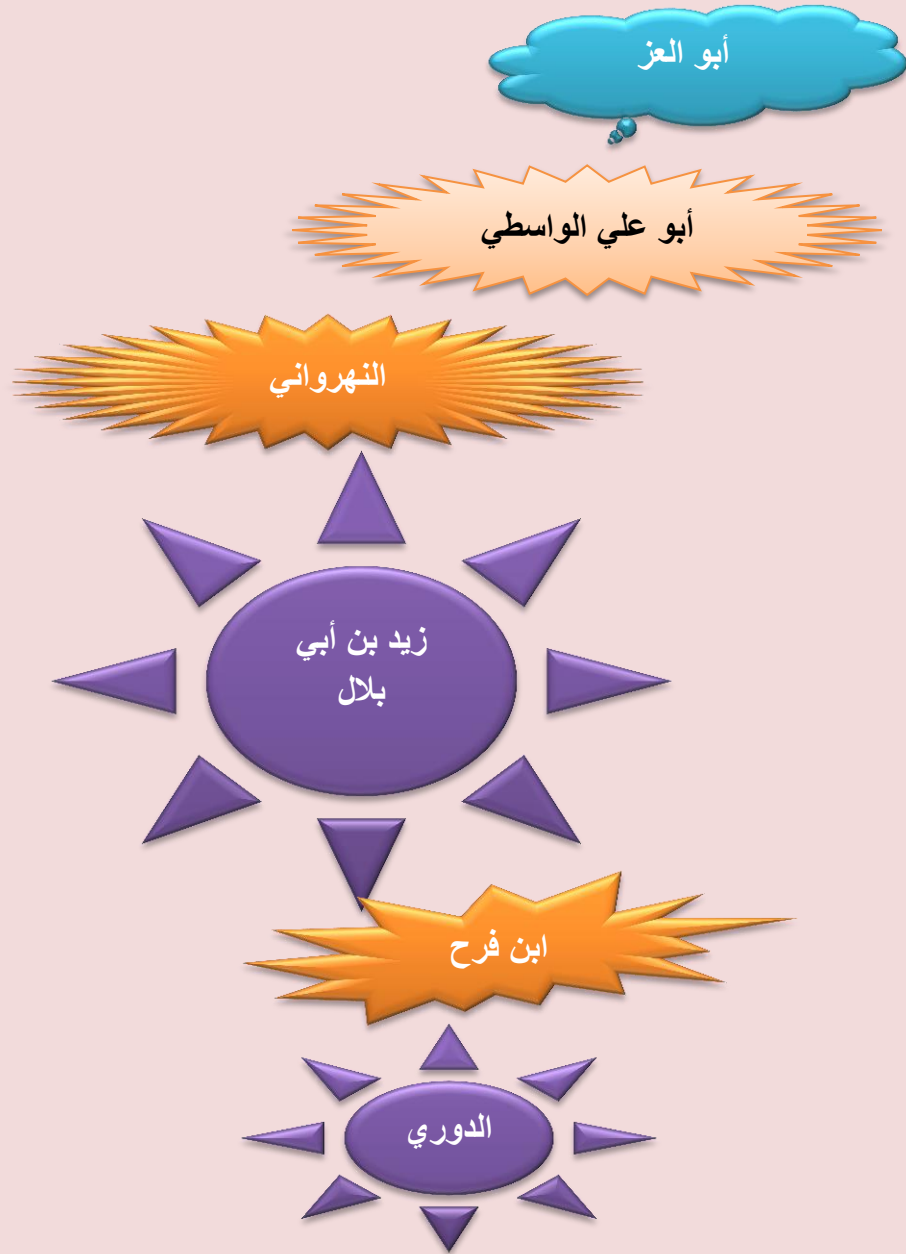 أبو العز
أبو علي الواسطي
النهرواني
زيد بن أبي
بلال
ابن فرح
الدوري